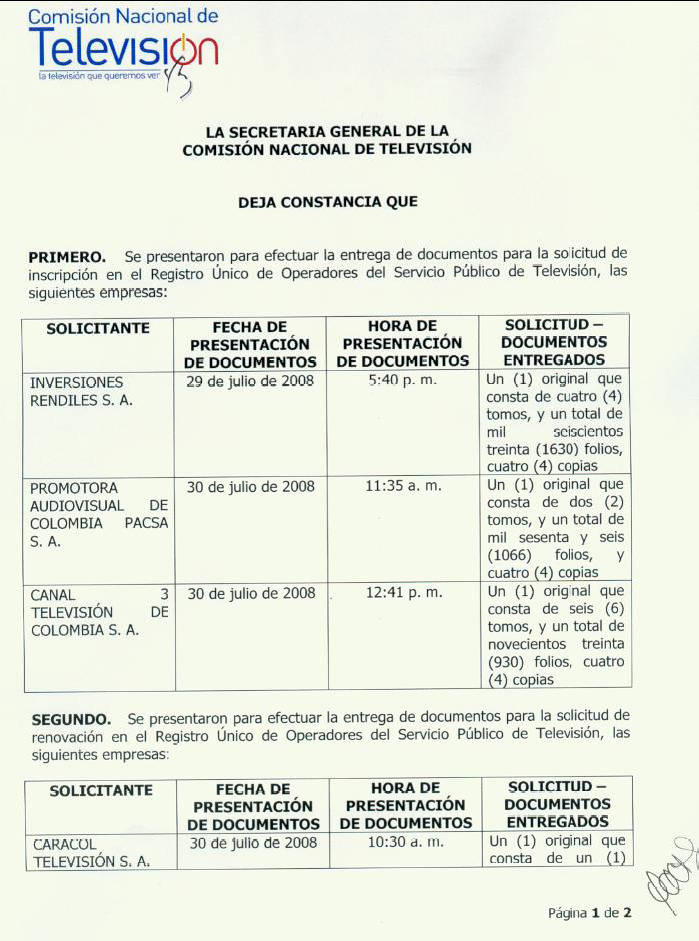 Comisión Nacional de
Televisión
la televisión que queremos ver
LA SECRETARIA GENERAL DE LA
COMISIÓN NACIONAL DE TELEVISIÓN
DEJA CONSTANCIA QUE
PRIMERO. Se presentaron para efectuar la entrega de documentos para la solicitud de
inscripción en el Registro Único de Operadores del Servicio Público de Televisión, las
siguientes empresas:
SOLICITANTE
FECHA DE
PRESENTACIÓN
DE DOCUMENTOS
HORA DE
PRESENTACIÓN
DE DOCUMENTOS
SOLICITUD –
DOCUMENTOS
ENTREGADOS
INVERSIONES
RENDILES S. A.
29 de julio de 2008
5:40 p. m.
Un (1) original que
consta de cuatro (4)
tomos, y un total de
mil seiscientos
treinta (1630) folios,
cuatro (4) copias
PROMOTORA
AUDIOVISUAL DE
COLOMBIA PACSA
S. A.
30 de julio de 2008
11:35 a. m.
Un (1) original que
consta de dos (2)
tomos, y un total de
mil sesenta y seis
(1066) folios, y
cuatro (4) copias
CANAL 3
TELEVISIÓN DE
COLOMBIA S. A.
30 de julio de 2008
12:41 p. m.
Un (1) original que
consta de seis (6)
tomos, y un total de
novecientos treinta
(930) folios, cuatro
(4) copias
SEGUNDO. Se presentaron para efectuar la entrega de documentos para la solicitud de
renovación en el Registro Único de Operadores del Servicio Público de Televisión, las
siguientes empresas:
SOLICITANTE
FECHA DE
PRESENTACIÓN
DE DOCUMENTOS
HORA DE
PRESENTACIÓN
DE DOCUMENTOS
SOLICITUD –
DOCUMENTOS
ENTREGADOS
CARACOL
TELEVISIÓN S. A.
30 de julio de 2008
10:30 a. m.
Un (1) original que
consta de un (1)
Página 1 de 2